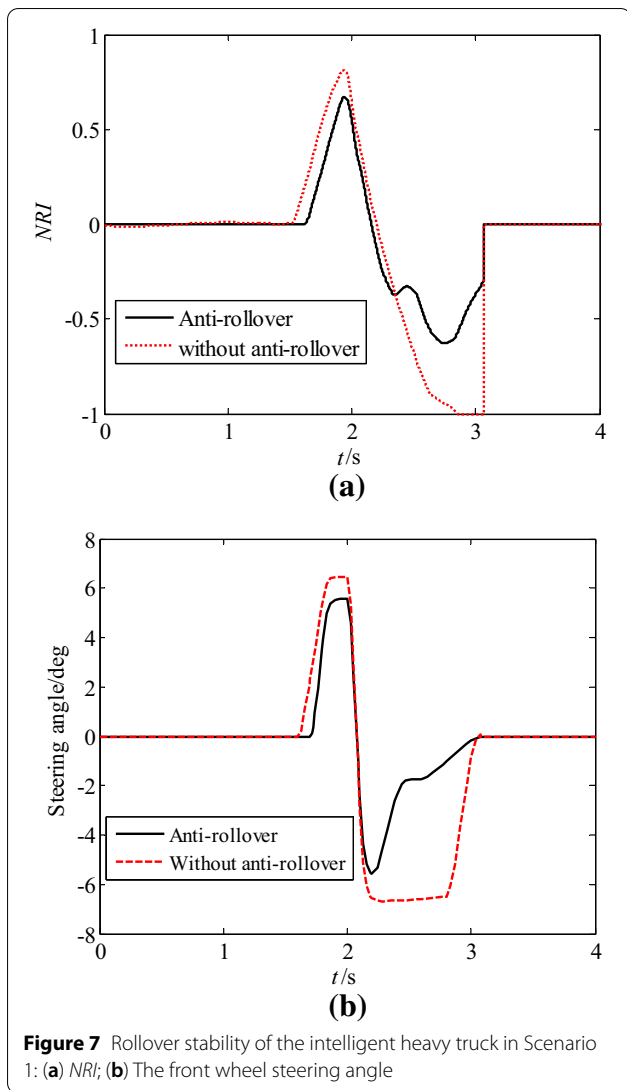 1
0.5
0
-0.5
-1
NRI
Anti-rollover
without anti-rollover
0 1 2 3 4
t/s
(a)
8
6
4
2
0
-2
-4
-6
-8
Steering angle/deg
Anti-rollover
Without anti-rollover
0 1 2 3 4
t/s
(b)
Figure 7 Rollover stability of the intelligent heavy truck in Scenario
1: (a) NRI; (b) The front wheel steering angle